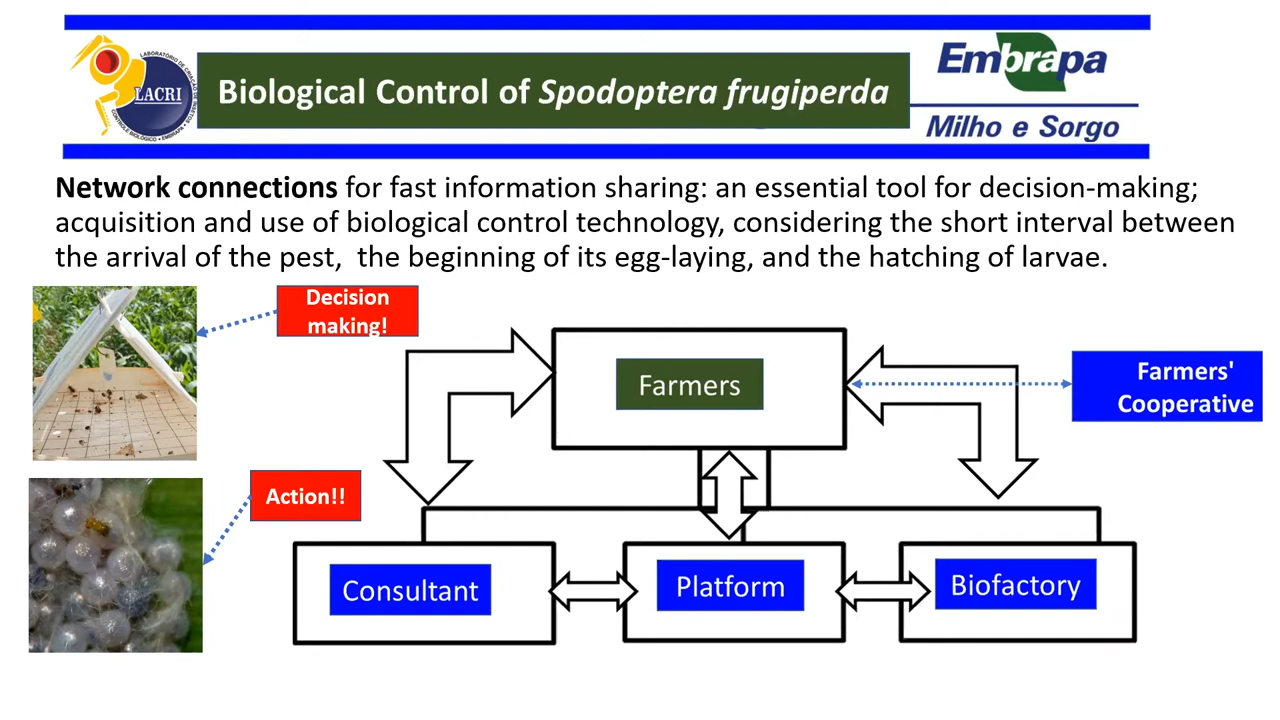 LACRI
Biological Control of Spodoptera frugiperda
Embrapa
Milho e Sorgo
Network connections for fast information sharing: an essential tool for decision-making;
acquisition and use of biological control technology, considering the short interval between
the arrival of the pest, the beginning of its egg-laying, and the hatching of larvae.
Decision
making!
Farmers
Farmers'
Cooperative
Action!!
Consultant
Platform
Biofactory